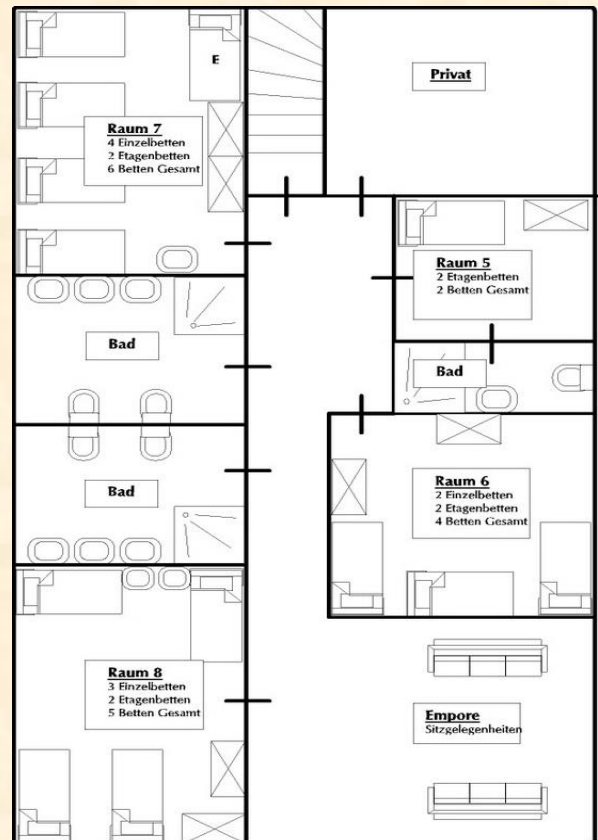 Privat
E
Raum 7
4 Einzelbetten
2 Etagenbetten
6 Betten Gesamt
Raum 5
2 Etagenbetten
2 Betten Gesamt
Bad
Bad
Raum 6
2 Einzelbetten
2 Etagenbetten
4 Betten Gesamt
Bad
Raum 8
3 Einzelbetten
2 Etagenbetten
5 Betten Gesamt
Empore
Sitzgelegenheiten